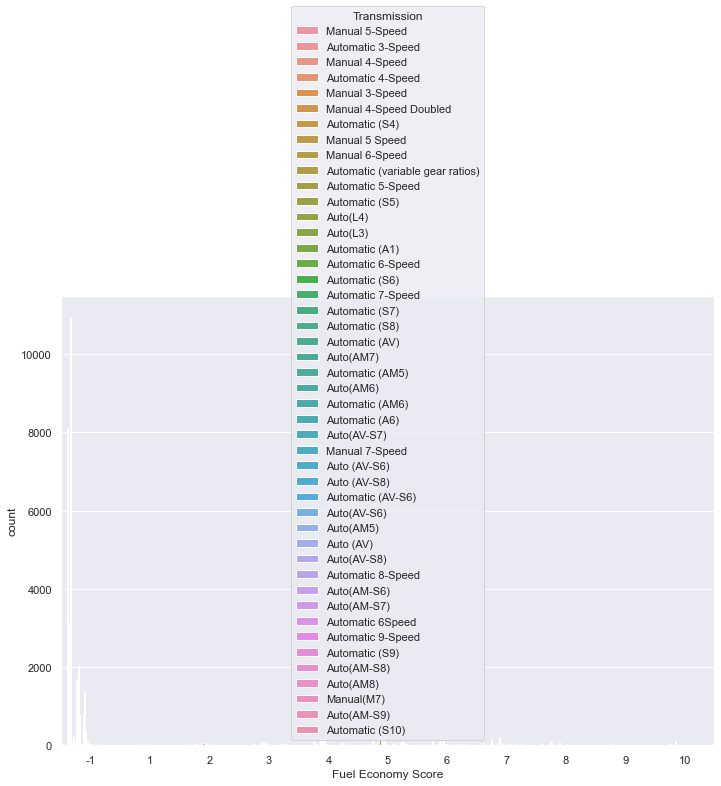 Transmission
Manual 5-Speed
Automatic 3-Speed
Manual 4-Speed
Automatic 4-Speed
Manual 3-Speed
Manual 4-Speed Doubled
Automatic (S4)
Manual 5 Speed
Manual 6-Speed
Automatic (variable gear ratios)
Automatic 5-Speed
Automatic (S5)
Auto(L4)
Auto(L3)
Automatic (A1)
Automatic 6-Speed
Automatic (S6)
Automatic 7-Speed
Automatic (S7)
Automatic (S8)
Automatic (AV)
Auto(AM7)
Automatic (AM5)
Auto(AM6)
Automatic (AM6)
Automatic (A6)
Auto(AV-S7)
Manual 7-Speed
Auto (AV-S6)
Auto (AV-S8)
Automatic (AV-S6)
Auto(AV-S6)
Auto(AM5)
Auto (AV)
Auto(AV-S8)
Automatic 8-Speed
Auto(AM-S6)
Auto(AM-S7)
Automatic 6Speed
Automatic 9-Speed
Automatic (S9)
Auto(AM-S8)
Auto(AM8)
Manual(M7)
Auto(AM-S9)
Automatic (S10)
10000
8000
6000
4000
2000
0
count
-1 1 2 3 4 5 6 7 8 9 10
Fuel Economy Score